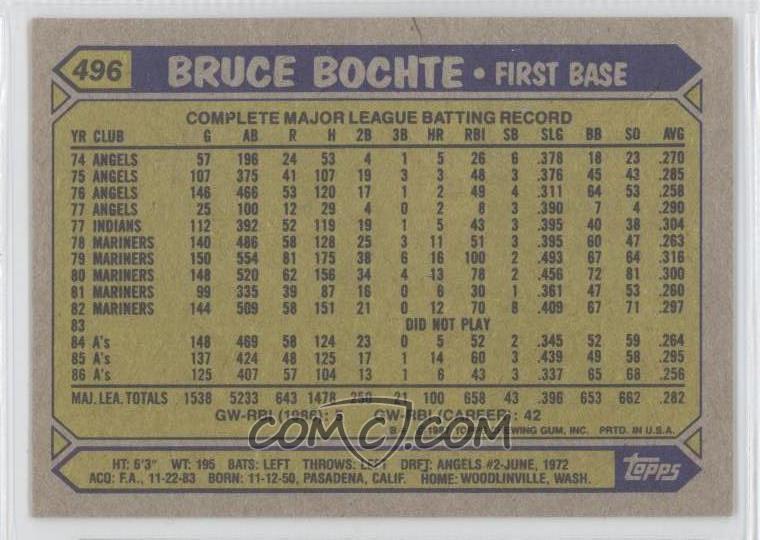 496 BRUCE BOCHTE • FIRST BASE
COMPLETE MAJOR LEAGUE BATTING RECORD
YR CLUB G AB R H 2B 3B HR RBI SB SLG BB SO AVG
74 ANGELS 57 196 24 53 4 1 5 26 6 .378 18 23 .270
75 ANGELS 107 375 41 107 19 3 3 48 3 .376 45 43 .285
76 ANGELS 146 466 53 120 17 1 2 49 4 .311 64 53 .258
77 ANGELS 25 100 12 29 4 0 2 8 3 .390 7 4 .290
77 INDIANS 112 392 52 119 19 1 5 43 3 .395 40 38 .304
78 MARINERS 140 486 58 128 25 3 11 51 3 .395 60 47 .263
79 MARINERS 150 554 81 175 38 6 16 100 2 .493 67 64 .316
80 MARINERS 148 520 62 156 34 4 13 78 2 .456 72 81 .300
81 MARINERS 99 335 39 87 16 0 6 30 1 .361 47 53 .260
82 MARINERS 144 509 58 151 21 0 12 70 8 .409 67 71 .297
83 DID NOT PLAY
84 A's 148 469 58 124 23 0 5 52 2 .345 52 59 .264
85 A's 137 424 48 125 17 1 14 60 3 .439 49 58 .295
86 A's 125 407 57 104 13 1 6 43 3 .337 65 68 .256
MAJ. LEA. TOTALS 1538 5233 643 1478 250 21 100 658 43 .396 653 662 .282
GW-RBI (1986): 5 GW-RBI (CAREER): 42
TOPPS CHEWING GUM, INC. PRTD. IN U.S.A.
COMC.COM
HT: 6'3" WT: 195 BATS: LEFT THROWS: LEFT DRFT: ANGELS #2-JUNE, 1972
ACQ: F.A., 11-22-83 BORN: 11-12-50, PASADENA, CALIF. HOME: WOODLINVILLE, WASH.
topps